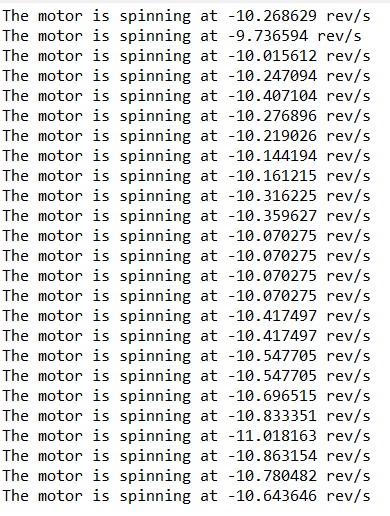 The motor is spinning at -10.268629 rev/s
The motor is spinning at -9.736594 rev/s
The motor is spinning at -10.015612 rev/s
The motor is spinning at -10.247094 rev/s
The motor is spinning at -10.407104 rev/s
The motor is spinning at -10.276896 rev/s
The motor is spinning at -10.219026 rev/s
The motor is spinning at -10.144194 rev/s
The motor is spinning at -10.161215 rev/s
The motor is spinning at -10.316225 rev/s
The motor is spinning at -10.359627 rev/s
The motor is spinning at -10.070275 rev/s
The motor is spinning at -10.070275 rev/s
The motor is spinning at -10.070275 rev/s
The motor is spinning at -10.070275 rev/s
The motor is spinning at -10.417497 rev/s
The motor is spinning at -10.417497 rev/s
The motor is spinning at -10.547705 rev/s
The motor is spinning at -10.547705 rev/s
The motor is spinning at -10.696515 rev/s
The motor is spinning at -10.833351 rev/s
The motor is spinning at -11.018163 rev/s
The motor is spinning at -10.863154 rev/s
The motor is spinning at -10.780482 rev/s
The motor is spinning at -10.643646 rev/s